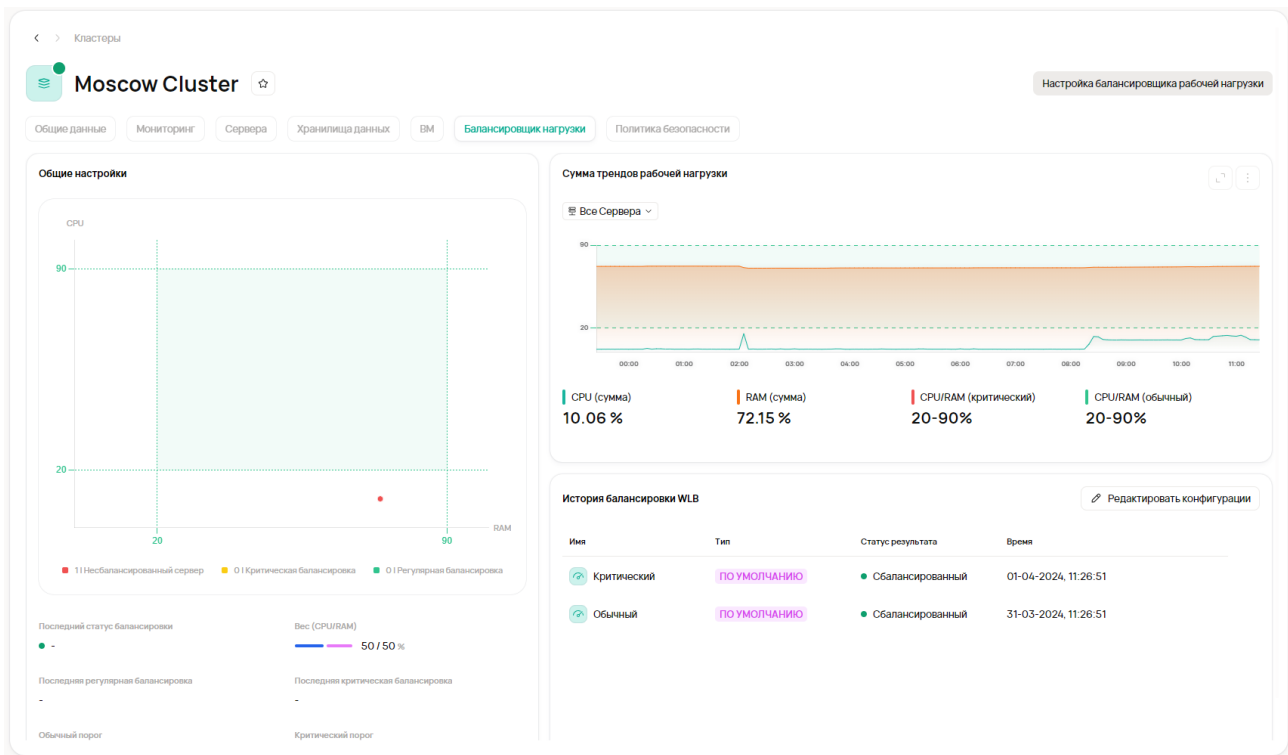 Кластеры
Moscow Cluster
Настройка балансировщика рабочей нагрузки
Общие данные
Мониторинг
Сервера
Хранилища данных
ВМ
Балансировщик нагрузки
Политика безопасности
Общие настройки
CPU
90
20
20
90
RAM
1 | Несбалансированный сервер
0 | Критическая балансировка
0 | Регулярная балансировка
Последний статус балансировки
-
Вес (CPU/RAM)
50 / 50 %
Последняя регулярная балансировка
-
Последняя критическая балансировка
-
Обычный порог
Критический порог
Сумма трендов рабочей нагрузки
Все Сервера
90
20
00:00 01:00 02:00 03:00 04:00 05:00 06:00 07:00 08:00 09:00 10:00 11:00
CPU (сумма)
10.06 %
RAM (сумма)
72.15 %
CPU/RAM (критический)
20-90%
CPU/RAM (обычный)
20-90%
История балансировки WLB
Редактировать конфигурации
Имя Тип Статус результата Время
Критический ПО УМОЛЧАНИЮ Сбалансированный 01-04-2024, 11:26:51
Обычный ПО УМОЛЧАНИЮ Сбалансированный 31-03-2024, 11:26:51